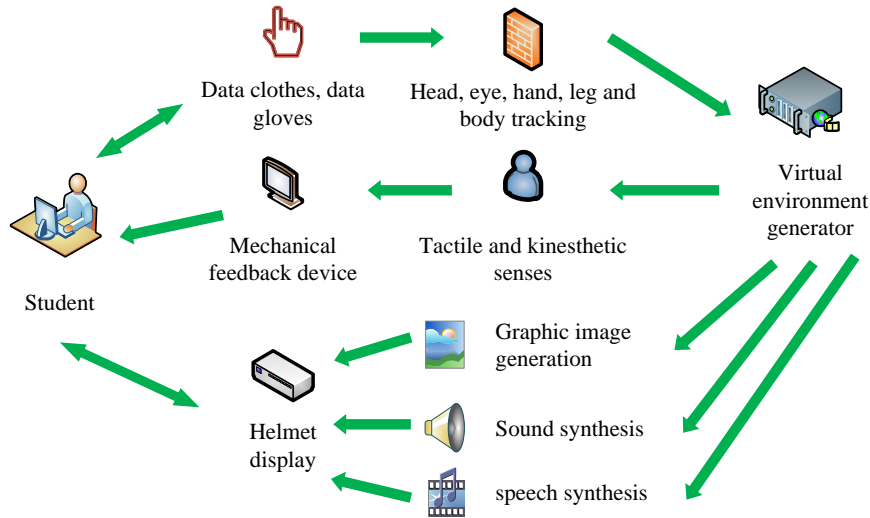 Data clothes, data
gloves
Head, eye, hand, leg and
body tracking
Virtual
environment
generator
Mechanical
feedback device
Tactile and kinesthetic
senses
Student
Graphic image
generation
Helmet
display
Sound synthesis
speech synthesis